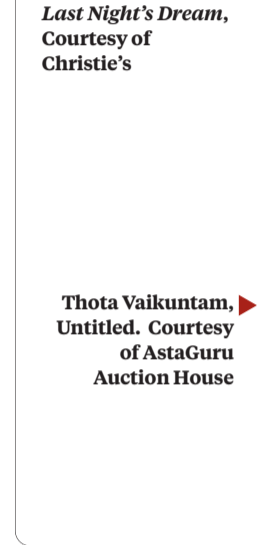 Last Night’s Dream,
Courtesy of
Christie’s
Thota Vaikuntam,
Untitled. Courtesy
of AstaGuru
Auction House